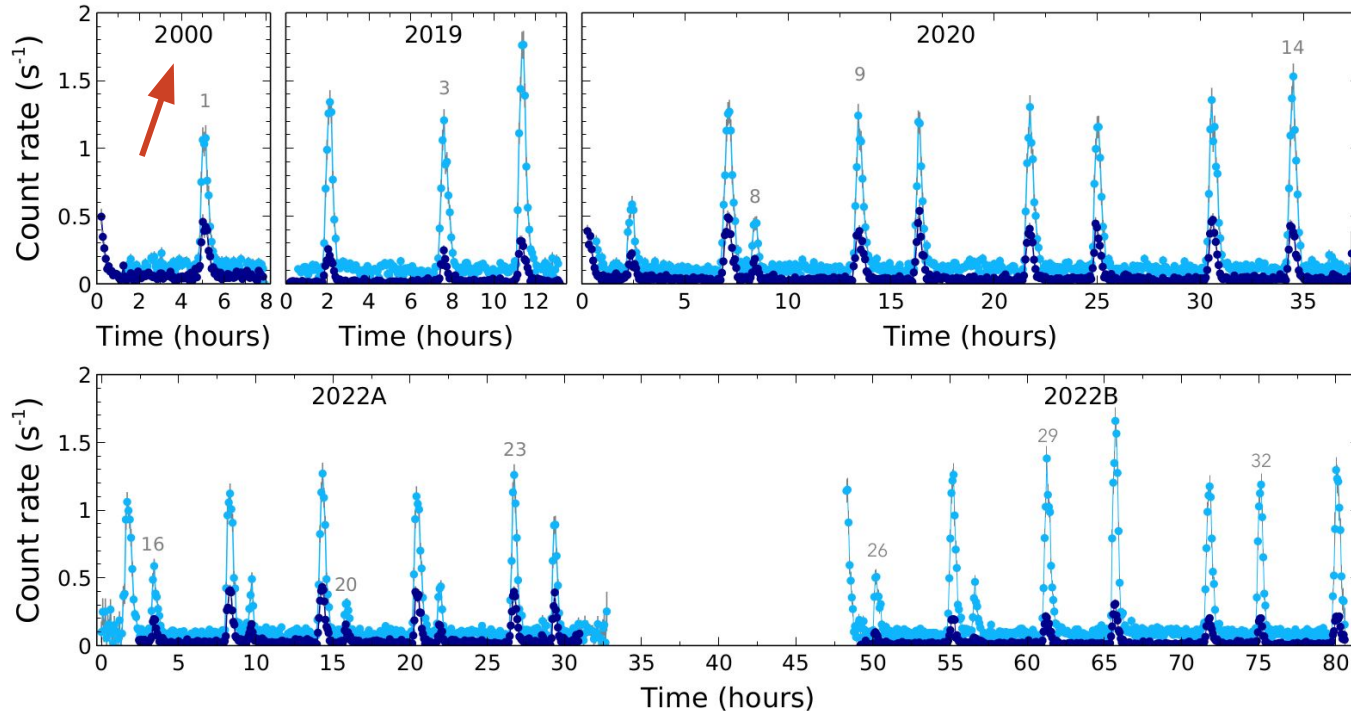 2000 2019 2020
Count rate (s⁻¹)
2
1.5
1
0.5
0
1 3 8 9 14
0 2 4 6 8 0 2 4 6 8 10 12 0 5 10 15 20 25 30 35
Time (hours) Time (hours) Time (hours)
2022A 2022B
Count rate (s⁻¹)
2
1.5
1
0.5
0
16 20 23 26 29 32
0 5 10 15 20 25 30 35 40 45 50 55 60 65 70 75 80
Time (hours)